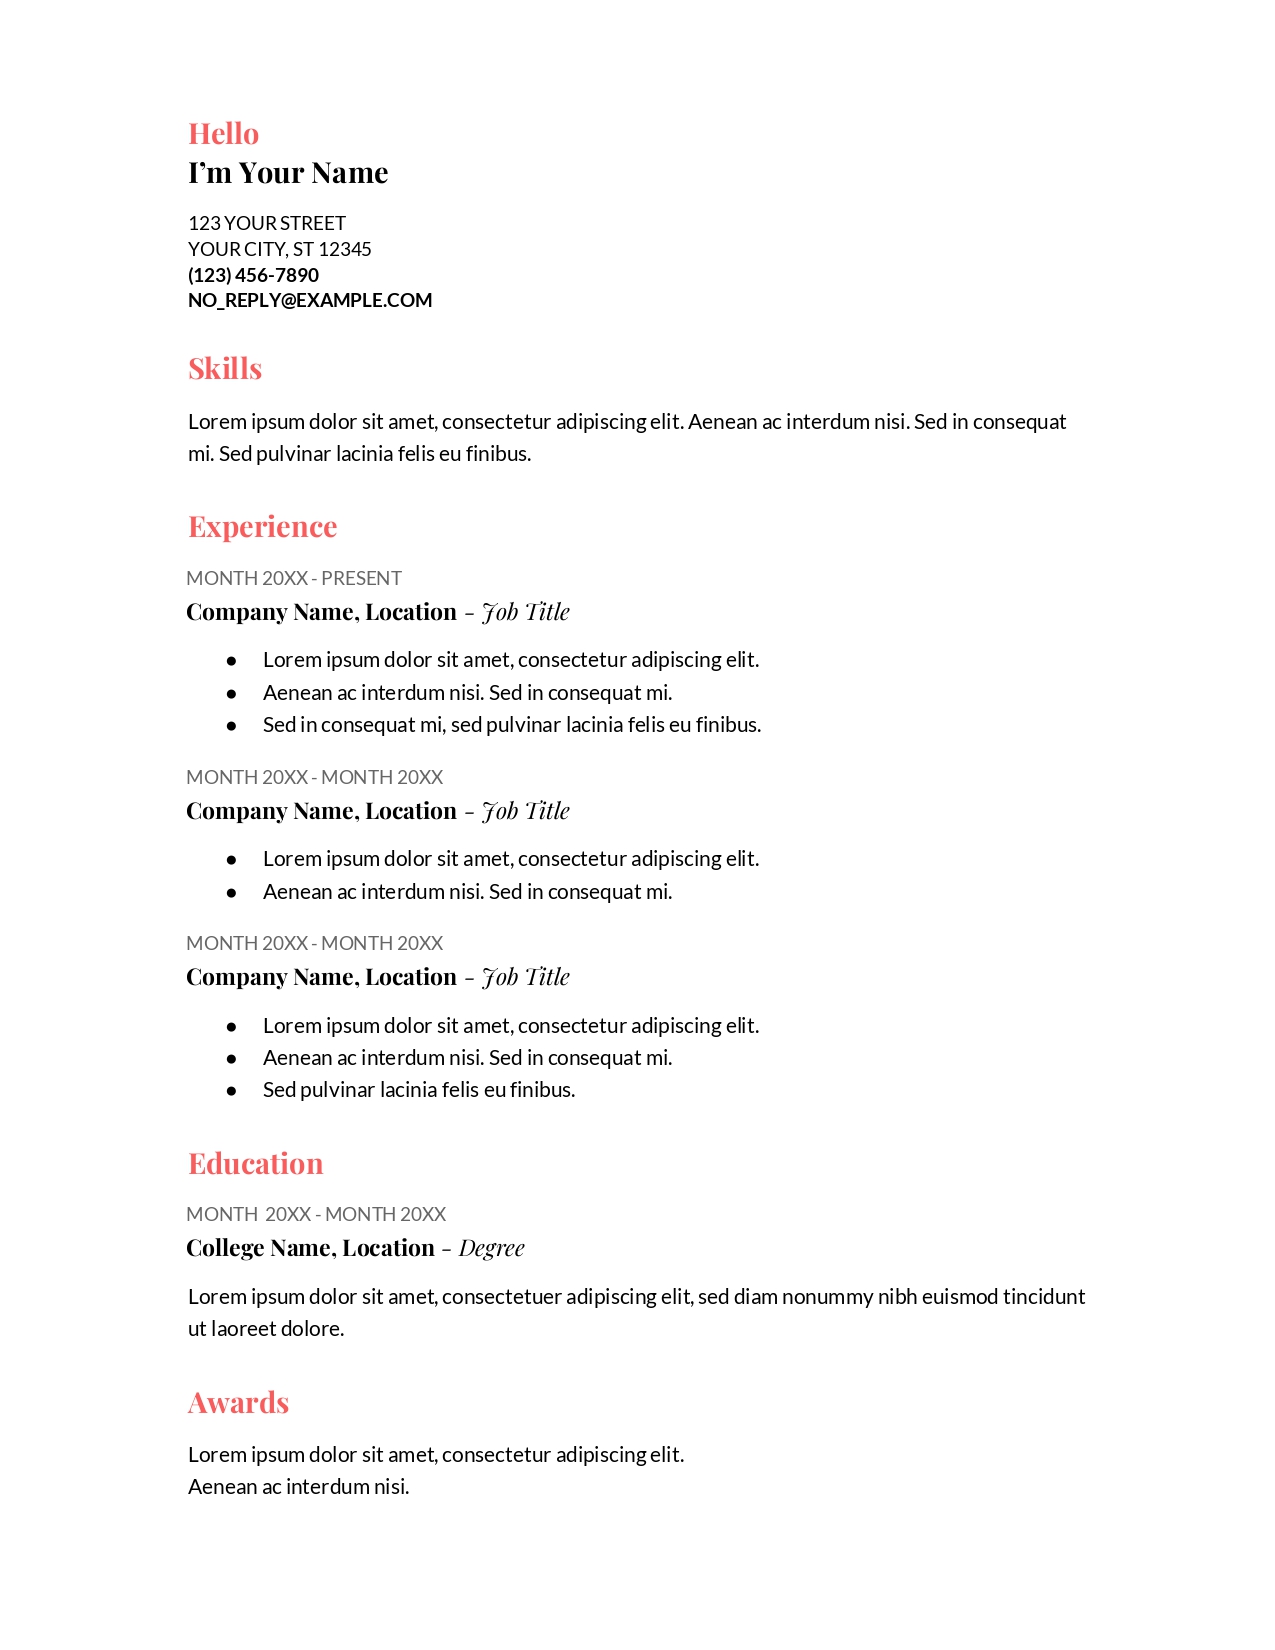 Hello
I’m Your Name
123 YOUR STREET
YOUR CITY, ST 12345
(123) 456-7890
NO_REPLY@EXAMPLE.COM
Skills
Lorem ipsum dolor sit amet, consectetur adipiscing elit. Aenean ac interdum nisi. Sed in consequat
mi. Sed pulvinar lacinia felis eu finibus.
Experience
MONTH 20XX - PRESENT
Company Name, Location - Job Title
● Lorem ipsum dolor sit amet, consectetur adipiscing elit.
● Aenean ac interdum nisi. Sed in consequat mi.
● Sed in consequat mi, sed pulvinar lacinia felis eu finibus.
MONTH 20XX - MONTH 20XX
Company Name, Location - Job Title
● Lorem ipsum dolor sit amet, consectetur adipiscing elit.
● Aenean ac interdum nisi. Sed in consequat mi.
MONTH 20XX - MONTH 20XX
Company Name, Location - Job Title
● Lorem ipsum dolor sit amet, consectetur adipiscing elit.
● Aenean ac interdum nisi. Sed in consequat mi.
● Sed pulvinar lacinia felis eu finibus.
Education
MONTH 20XX - MONTH 20XX
College Name, Location - Degree
Lorem ipsum dolor sit amet, consectetuer adipiscing elit, sed diam nonummy nibh euismod tincidunt
ut laoreet dolore.
Awards
Lorem ipsum dolor sit amet, consectetur adipiscing elit.
Aenean ac interdum nisi.